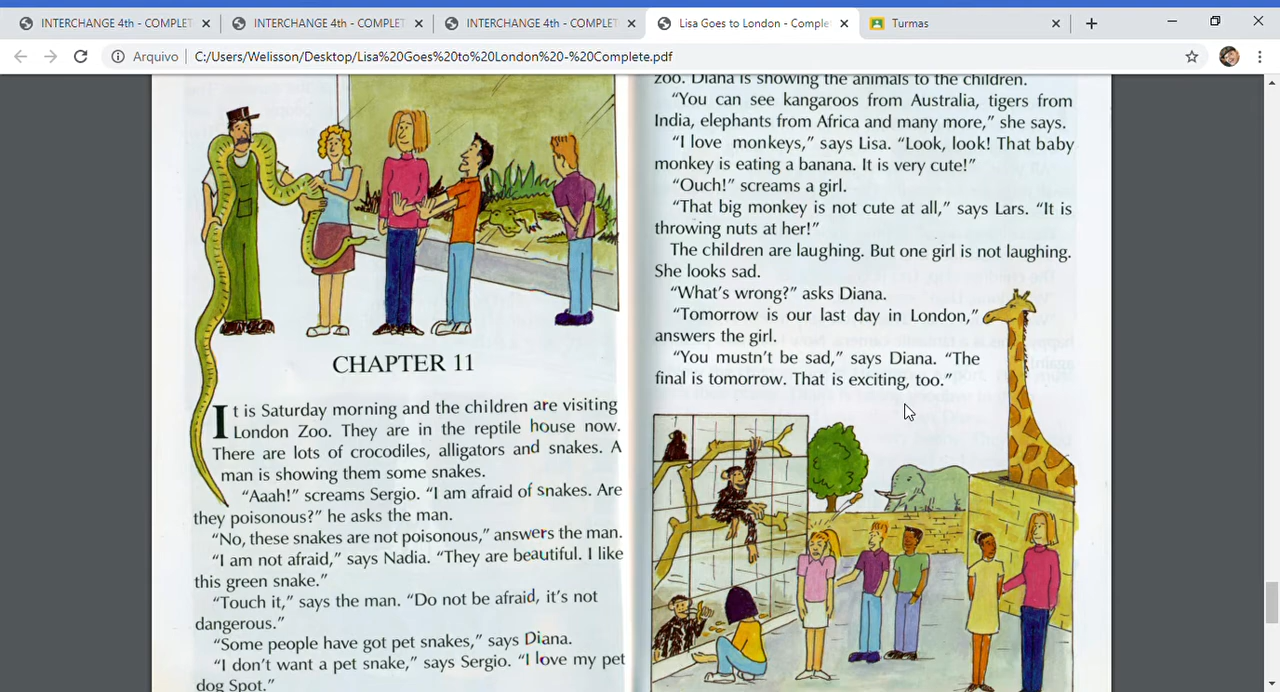 INTERCHANGE 4th - COMPLET
INTERCHANGE 4th - COMPLET
INTERCHANGE 4th - COMPLET
Lisa Goes to London - Comple
Turmas
Arquivo
C:/Users/Welisson/Desktop/Lisa%20Goes%20to%20London%20-%20Complete.pdf
CHAPTER 11
It is Saturday morning and the children are visiting
London Zoo. They are in the reptile house now.
There are lots of crocodiles, alligators and snakes. A
man is showing them some snakes.
“Aaah!” screams Sergio. “I am afraid of snakes. Are
they poisonous?” he asks the man.
“No, these snakes are not poisonous,” answers the man.
“I am not afraid,” says Nadia. “They are beautiful. I like
this green snake.”
“Touch it,” says the man. “Do not be afraid, it’s not
dangerous.”
“Some people have got pet snakes,” says Diana.
“I don’t want a pet snake,” says Sergio. “I love my pet
dog Spot.”
zoo. Diana is showing the animals to the children.
“You can see kangaroos from Australia, tigers from
India, elephants from Africa and many more,” she says.
“I love monkeys,” says Lisa. “Look, look! That baby
monkey is eating a banana. It is very cute!”
“Ouch!” screams a girl.
“That big monkey is not cute at all,” says Lars. “It is
throwing nuts at her!”
The children are laughing. But one girl is not laughing.
She looks sad.
“What’s wrong?” asks Diana.
“Tomorrow is our last day in London,”
answers the girl.
“You mustn’t be sad,” says Diana. “The
final is tomorrow. That is exciting, too.”